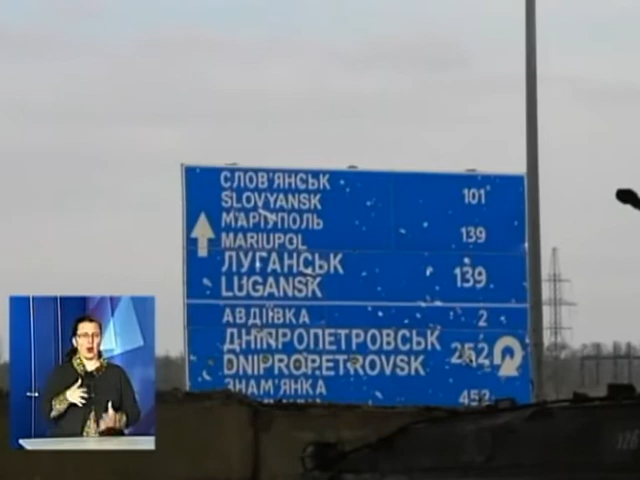 СЛОВ'ЯНСЬК
SLOVYANSK 101
МАРІУПОЛЬ
MARIUPOL 139
ЛУГАНСЬК
LUGANSK 139
АВДІЇВКА 2
ДНІПРОПЕТРОВСЬК
DNIPROPETROVSK 252
ЗНАМ'ЯНКА
452